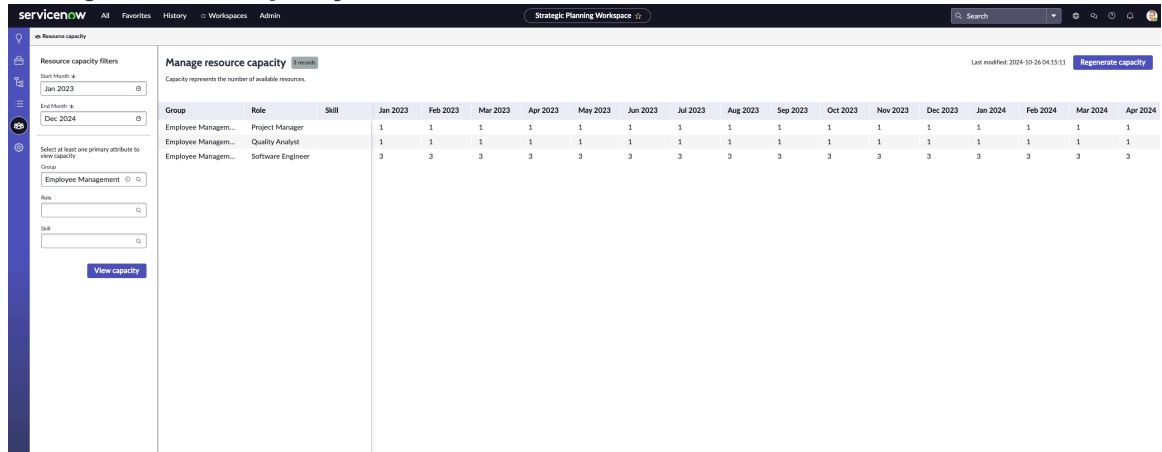 servicenow All Favorites History Workspaces Admin Strategic Planning Workspace ☆ Search
Resource capacity
Resource capacity filters
Start Month *
Jan 2023
End Month *
Dec 2024
Select at least one primary attribute to
view capacity
Group
Employee Management
Role
Skill
View capacity
Manage resource capacity 3 records
Capacity represents the number of available resources.
Last modified: 2024-10-26 04:15:11 Regenerate capacity
Group Role Skill Jan 2023 Feb 2023 Mar 2023 Apr 2023 May 2023 Jun 2023 Jul 2023 Aug 2023 Sep 2023 Oct 2023 Nov 2023 Dec 2023 Jan 2024 Feb 2024 Mar 2024 Apr 2024
Employee Managem... Project Manager 1 1 1 1 1 1 1 1 1 1 1 1 1 1 1 1
Employee Managem... Quality Analyst 1 1 1 1 1 1 1 1 1 1 1 1 1 1 1 1
Employee Managem... Software Engineer 3 3 3 3 3 3 3 3 3 3 3 3 3 3 3 3